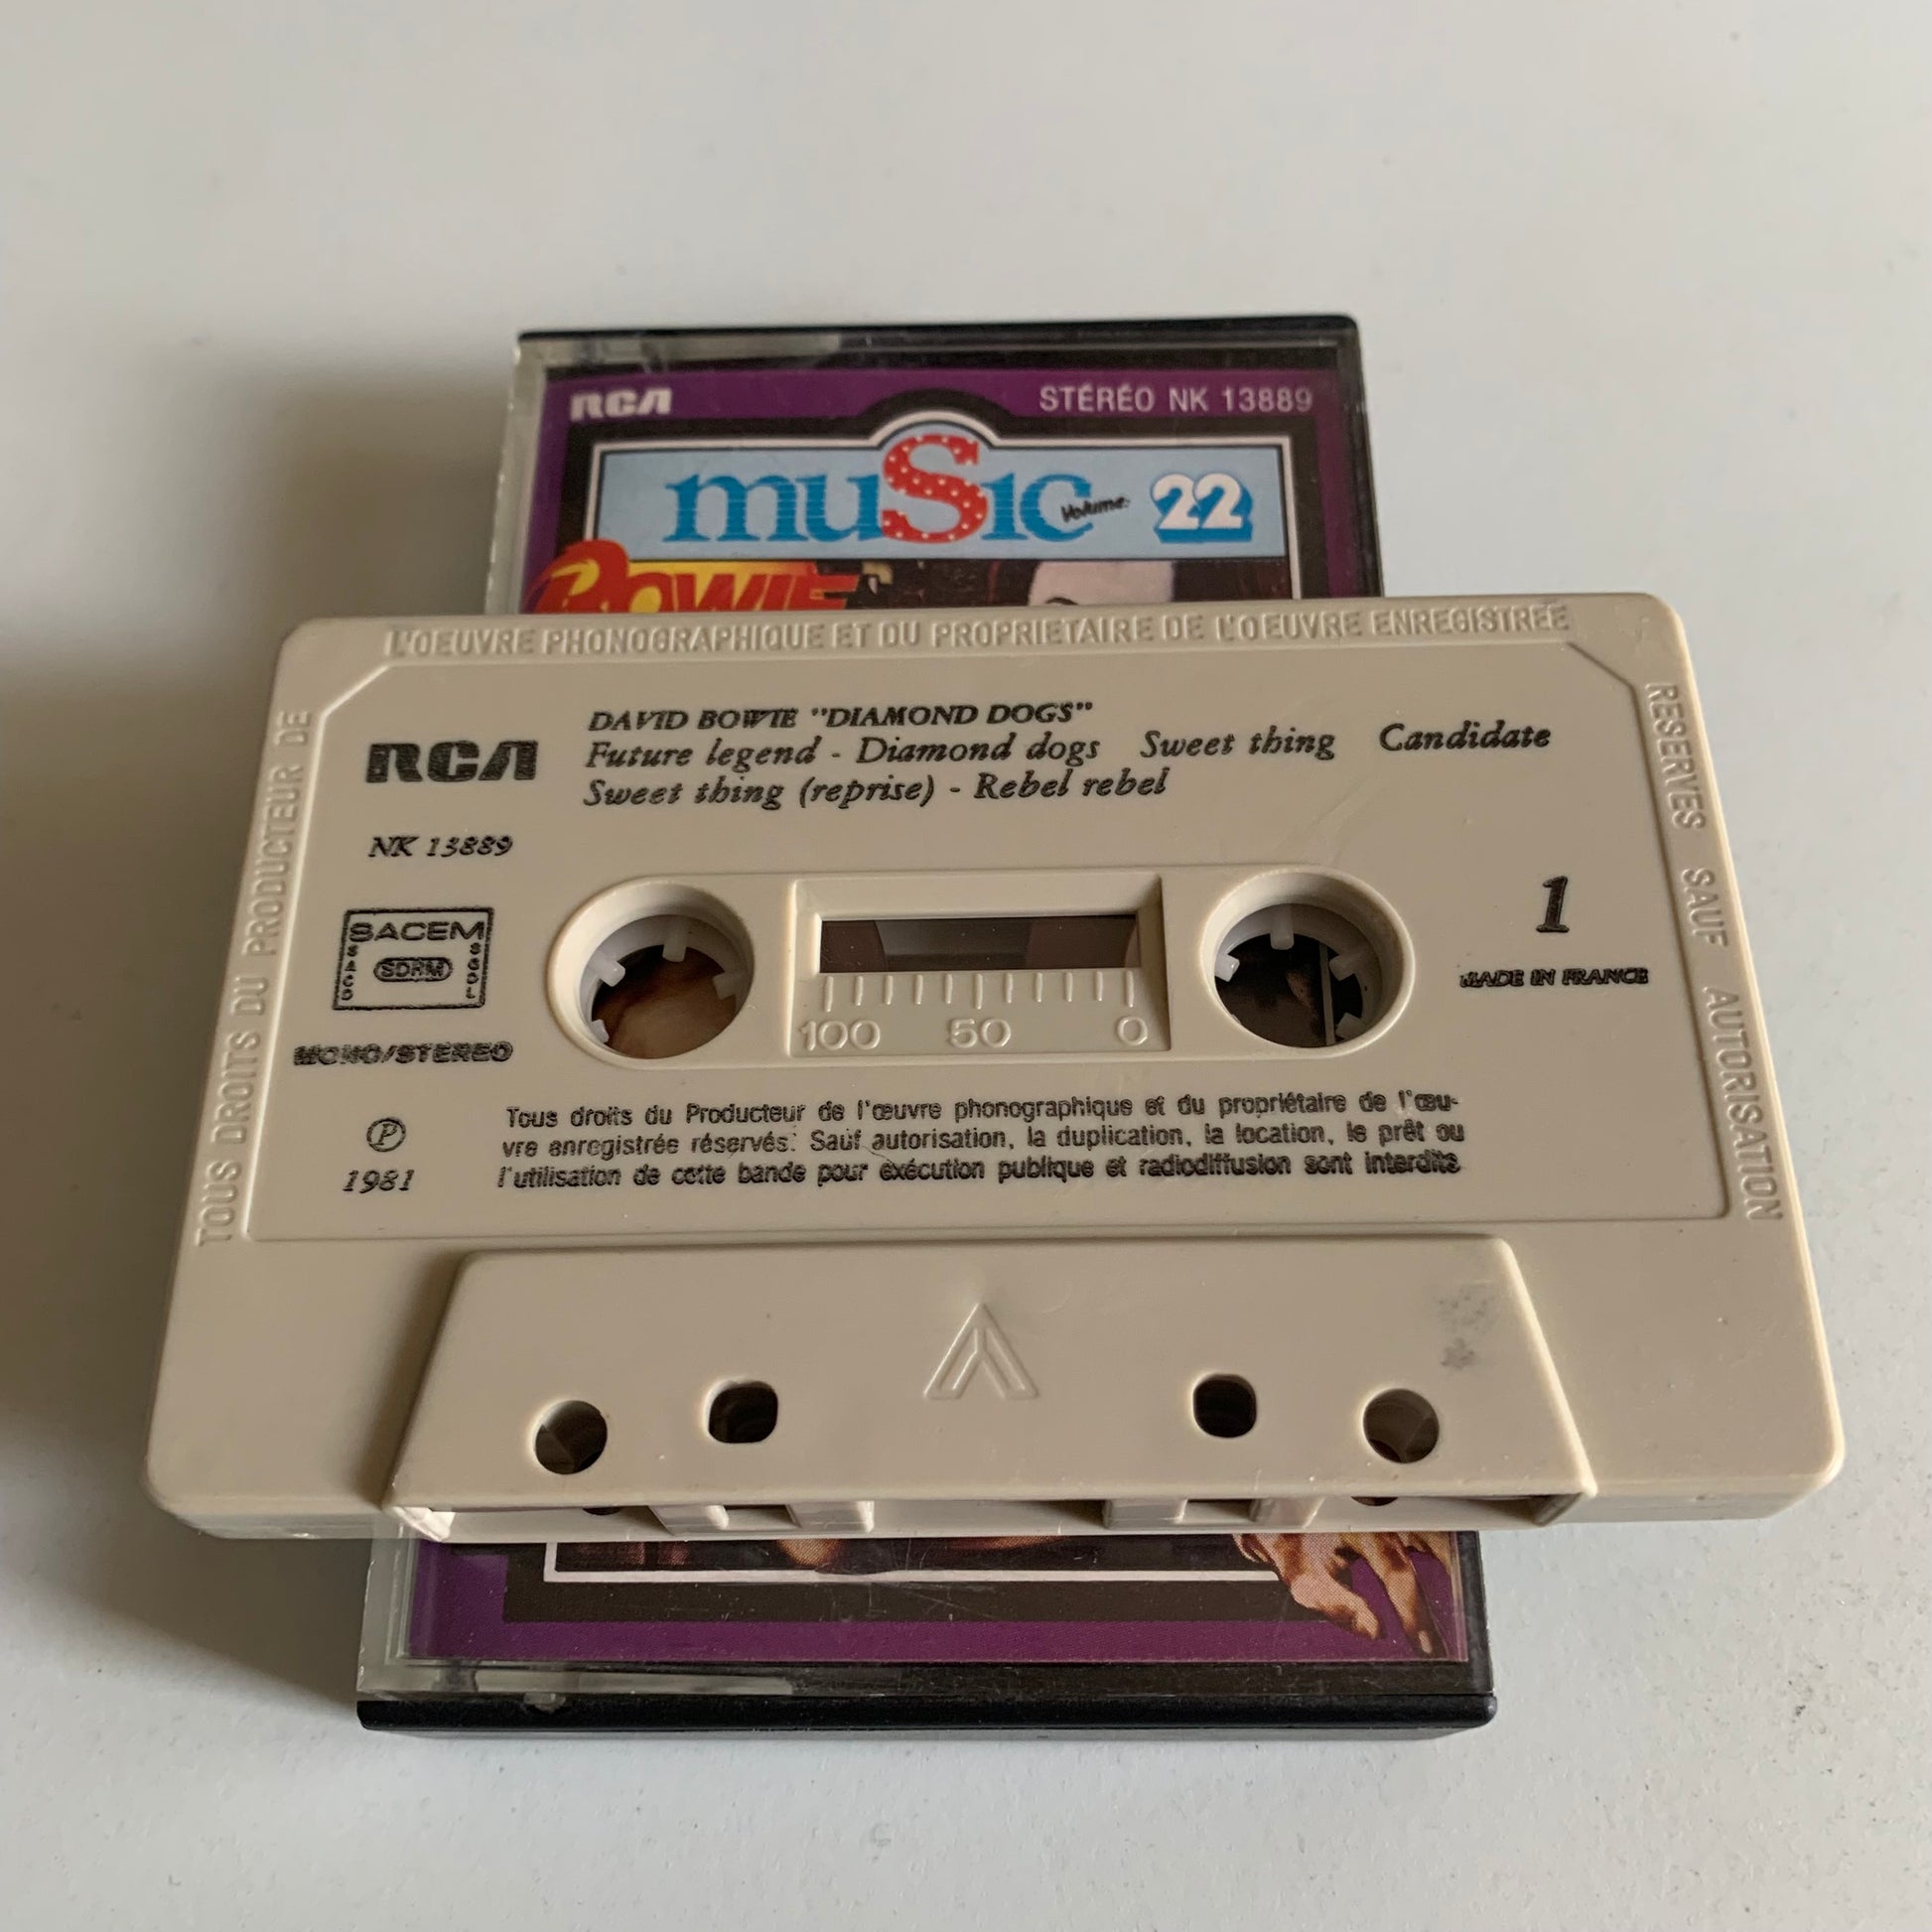 RCA
STÉRÉO NK 13889
muSic Volume: 22
BOWIE
L'OEUVRE PHONOGRAPHIQUE ET DU PROPRIETAIRE DE L'OEUVRE ENREGISTREE
RESERVES SAUF AUTORISATION
TOUS DROITS DU PRODUCTEUR DE
RCA
DAVID BOWIE "DIAMOND DOGS"
Future legend - Diamond dogs Sweet thing Candidate
Sweet thing (reprise) - Rebel rebel
NK 13889
SACEM
SACD
SDRM
SGDL
MONO/STEREO
1
MADE IN FRANCE
100 50 0
Ⓟ
1981
Tous droits du Producteur de l'œuvre phonographique et du propriétaire de l'œu-
vre enregistrée réservés. Sauf autorisation, la duplication, la location, le prêt ou
l'utilisation de cette bande pour exécution publique et radiodiffusion sont interdits